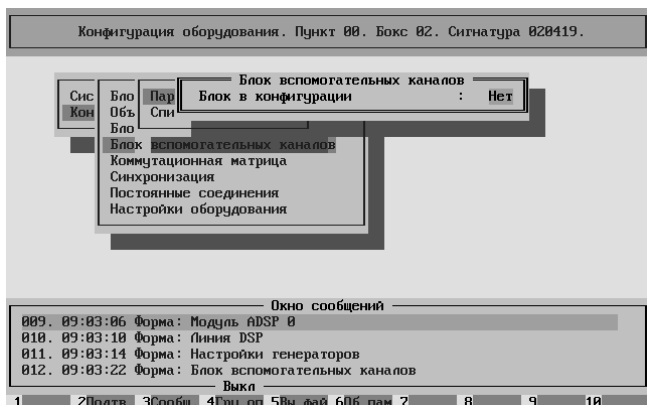 Конфигурация оборудования. Пункт 00. Бокс 02. Сигнатура 020419.
Блок вспомогательных каналов
Сис Бло Пар Блок в конфигурации : Нет
Кон Объ Спи
Бло
Блок вспомогательных каналов
Коммутационная матрица
Синхронизация
Постоянные соединения
Настройки оборудования
Окно сообщений
009. 09:03:06 Форма: Модуль ADSP 0
010. 09:03:10 Форма: Линия DSP
011. 09:03:14 Форма: Настройки генераторов
012. 09:03:22 Форма: Блок вспомогательных каналов
Выкл
1 2Подтв 3Сообщ 4Гру оп 5Вы фай 6Об пам 7 8 9 10